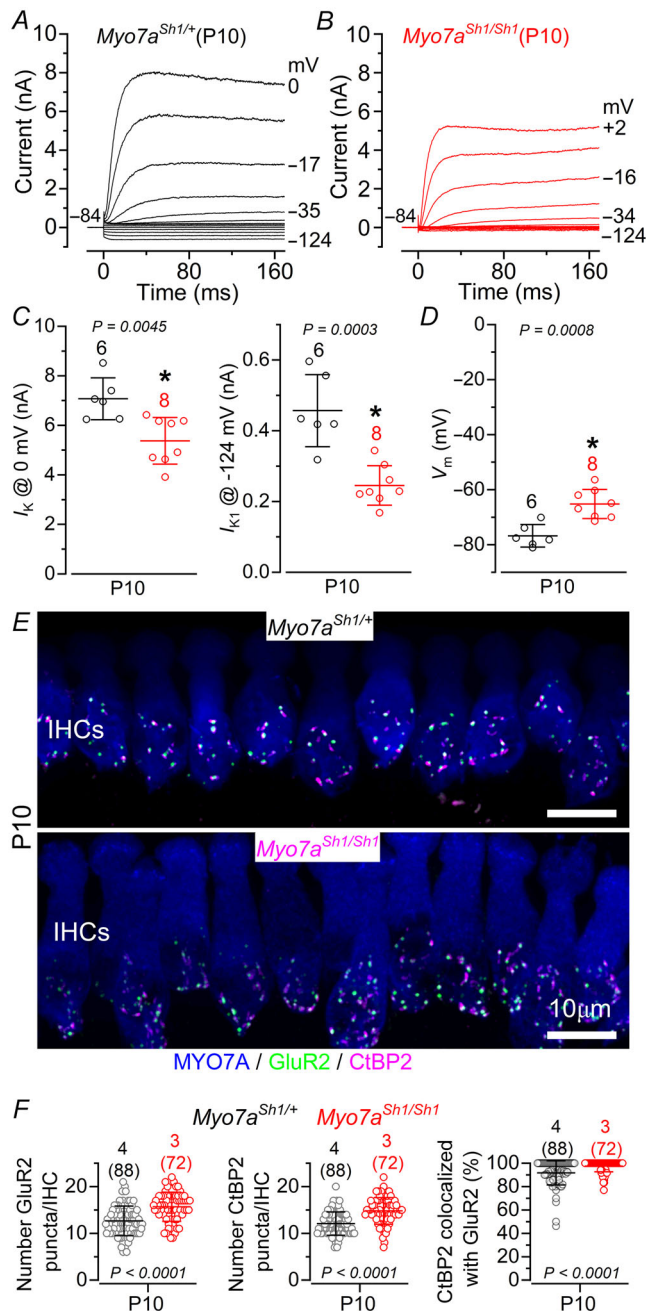 A
B
Myo7a^Sh1/+ (P10)
Myo7a^Sh1/Sh1 (P10)
Current (nA)
10
8
6
4
2
0
mV
0
−17
−35
−84
−124
0
80
160
Time (ms)
Current (nA)
10
8
6
4
2
0
mV
+2
−16
−34
−84
−124
0
80
160
Time (ms)
C
D
I_K @ 0 mV (nA)
10
8
6
4
2
0
P = 0.0045
6
*
8
P10
I_K1 @ -124 mV (nA)
0.6
0.4
0.2
0.0
P = 0.0003
6
*
8
P10
V_m (mV)
0
−20
−40
−60
−80
P = 0.0008
6
*
8
P10
E
P10
Myo7a^Sh1/+
IHCs
Myo7a^Sh1/Sh1
IHCs
10μm
MYO7A / GluR2 / CtBP2
F
Myo7a^Sh1/+ Myo7a^Sh1/Sh1
Number GluR2
puncta/IHC
20
10
0
4
(88)
3
(72)
P < 0.0001
P10
Number CtBP2
puncta/IHC
20
10
0
4
(88)
3
(72)
P < 0.0001
P10
CtBP2 colocalized
with GluR2 (%)
100
80
60
40
20
0
4
(88)
3
(72)
P < 0.0001
P10